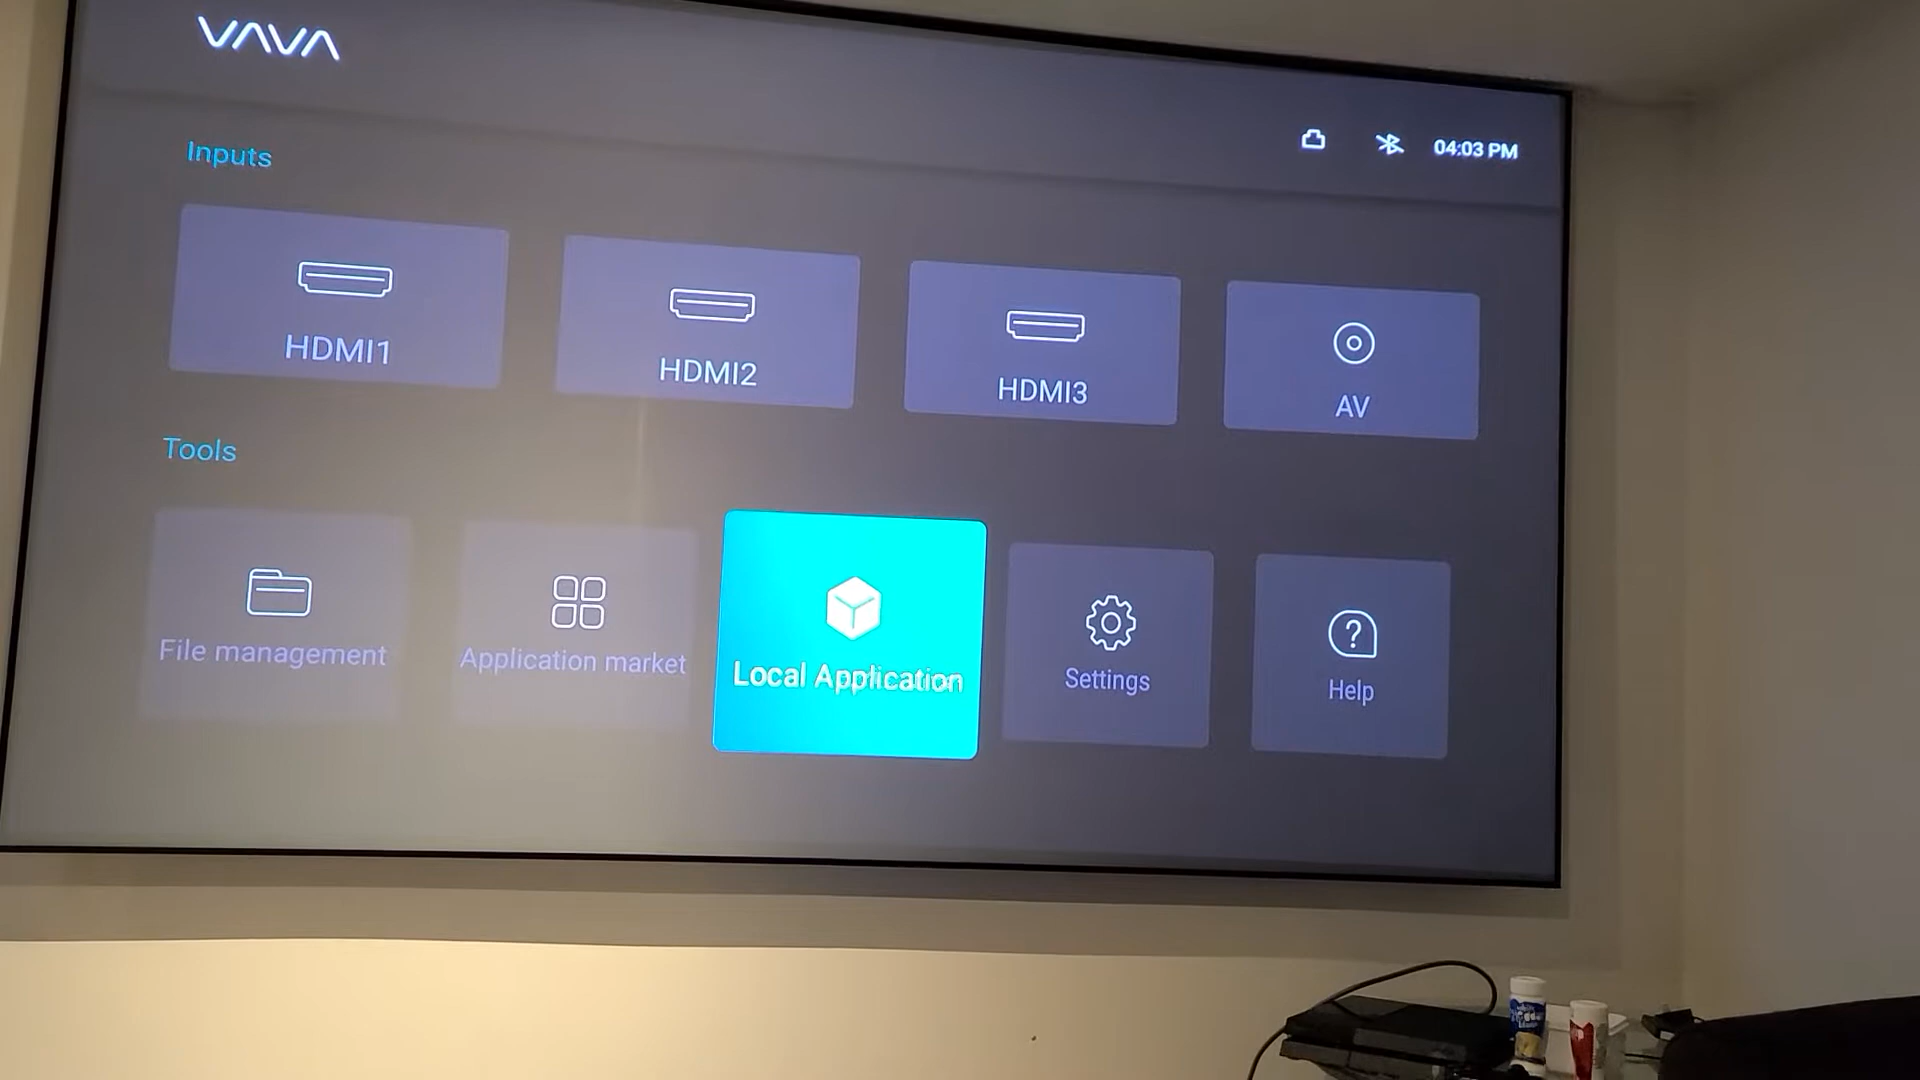 VAVA
04:03 PM
Inputs
HDMI1
HDMI2
HDMI3
AV
Tools
File management
Application market
Local Application
Settings
Help